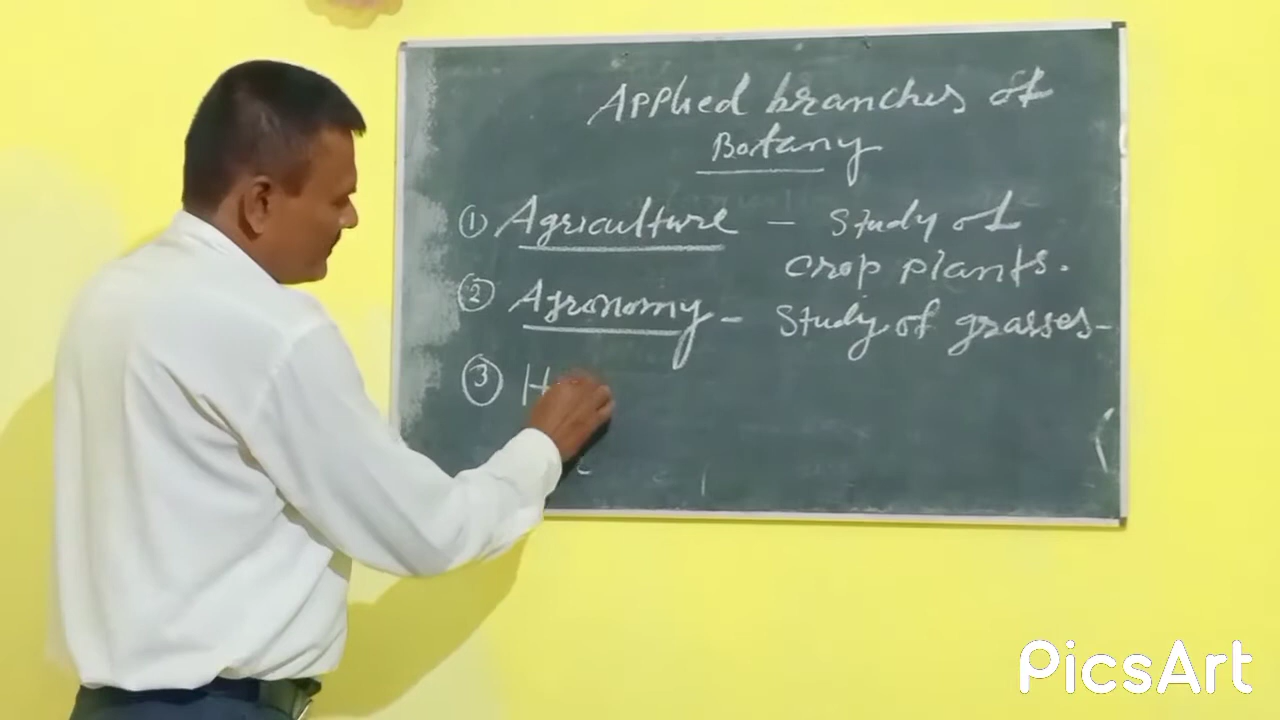 Applied branches of
Botany
① Agriculture – Study of
crop plants.
② Agronomy – Study of grasses–
③ H
PicsArt